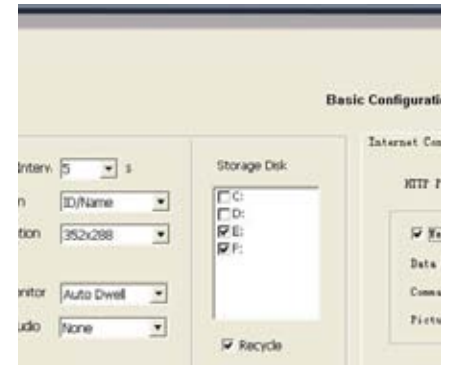 Basic Configurati
Interv. 5 s
n ID/Name
tion 352x288
nitor Auto Dwell
udio None
Storage Disk
C:
D:
E:
F:
Recycle
Internet Con
HTTP P
Data
Comma
Pictu